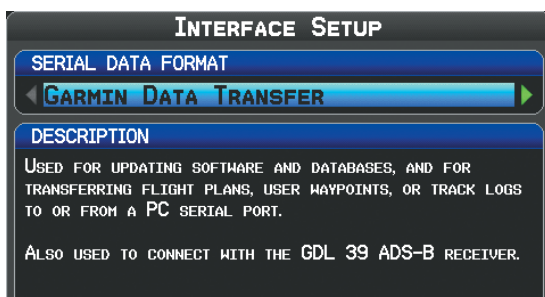 Interface Setup
SERIAL DATA FORMAT
Garmin Data Transfer
DESCRIPTION
Used for updating software and databases, and for
transferring flight plans, user waypoints, or track logs
to or from a PC serial port.
Also used to connect with the GDL 39 ADS-B receiver.